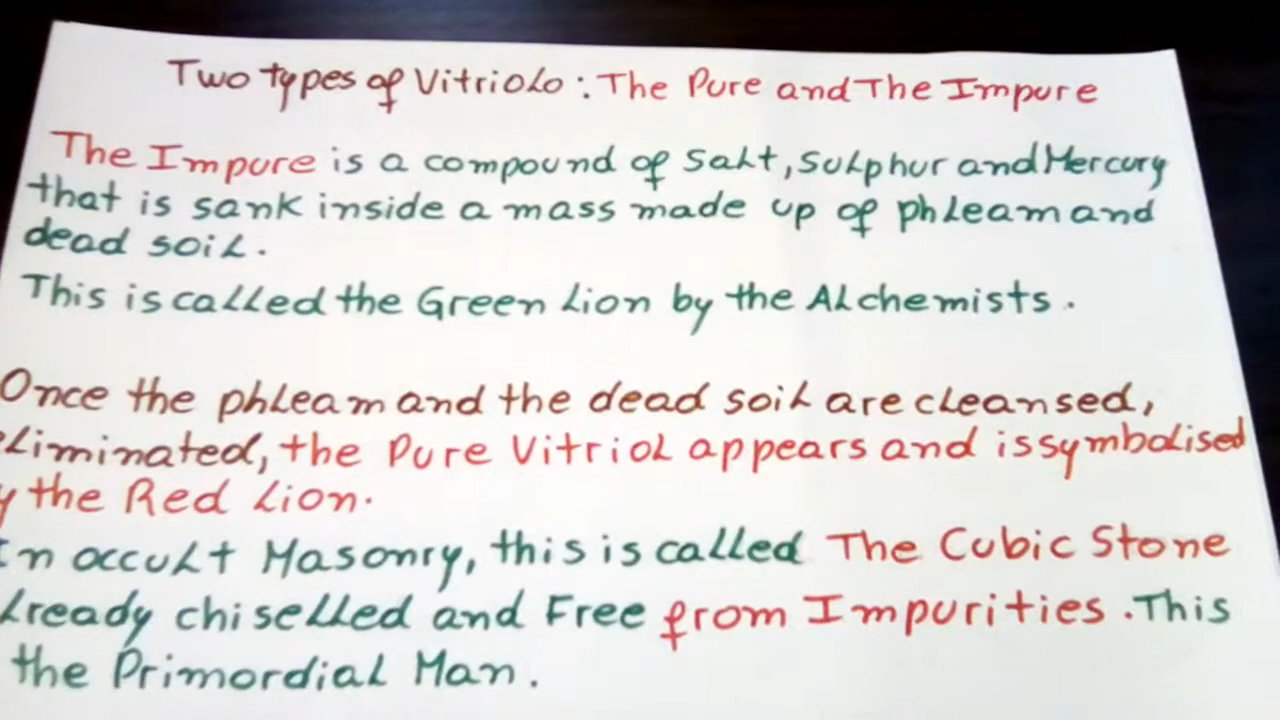 Two types of Vitriolo: The Pure and The Impure
The Impure is a compound of Salt, Sulphur and Mercury
that is sank inside a mass made up of phleam and
dead soil.
This is called the Green Lion by the Alchemists.
Once the phleam and the dead soil are cleansed,
eliminated, the Pure Vitriol appears and is symbolised
y the Red Lion.
In occult Masonry, this is called The Cubic Stone
lready chiselled and Free from Impurities. This
the Primordial Man.